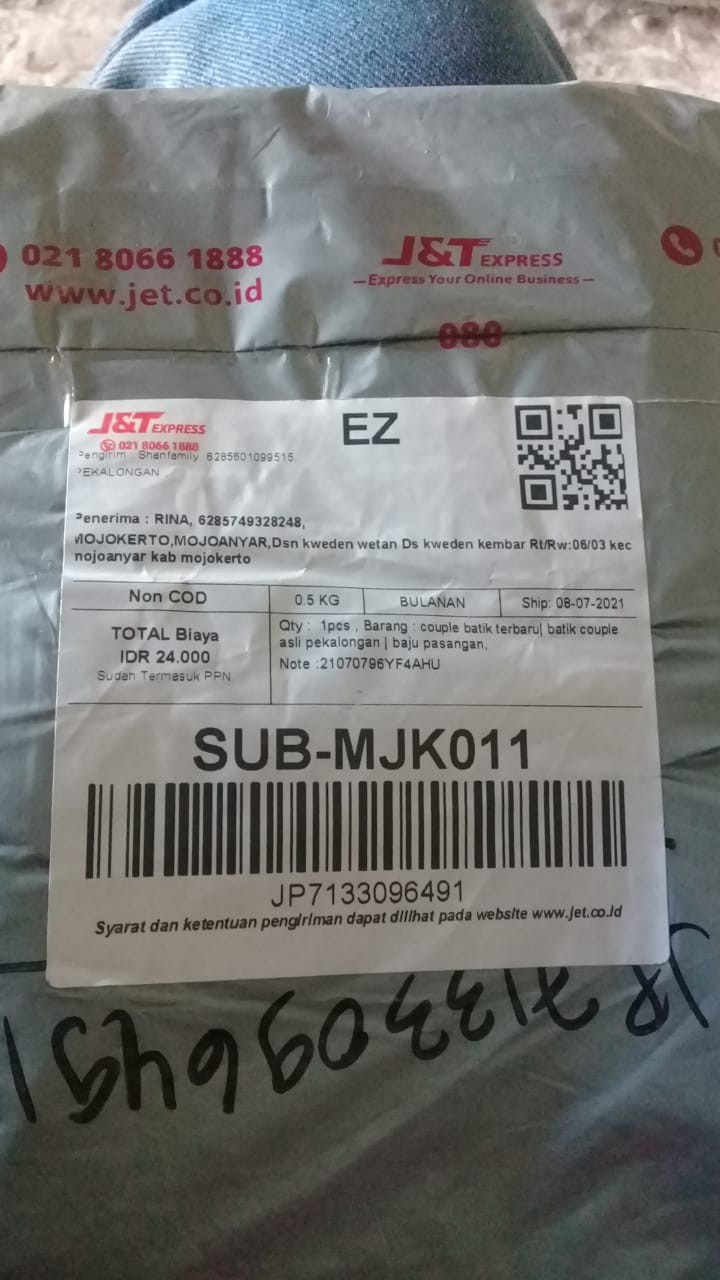 021 8066 1888
www.jet.co.id
J&T EXPRESS
Express Your Online Business
080
J&T EXPRESS
021 8066 1888
EZ
Pengirim : Shanfamily, 6285601099515,
PEKALONGAN
Penerima : RINA, 6285749328248,
MOJOKERTO,MOJOANYAR,Dsn kweden wetan Ds kweden kembar Rt/Rw:06/03 kec
nojoanyar kab mojokerto
Non COD
0.5 KG
BULANAN
Ship: 08-07-2021
TOTAL Biaya
IDR 24.000
Sudah Termasuk PPN
Qty : 1pcs , Barang : couple batik terbaru| batik couple
asli pekalongan | baju pasangan,
Note :21070796YF4AHU
SUB-MJK011
JP7133096491
Syarat dan ketentuan pengiriman dapat dilihat pada website www.jet.co.id
JP 7133096491